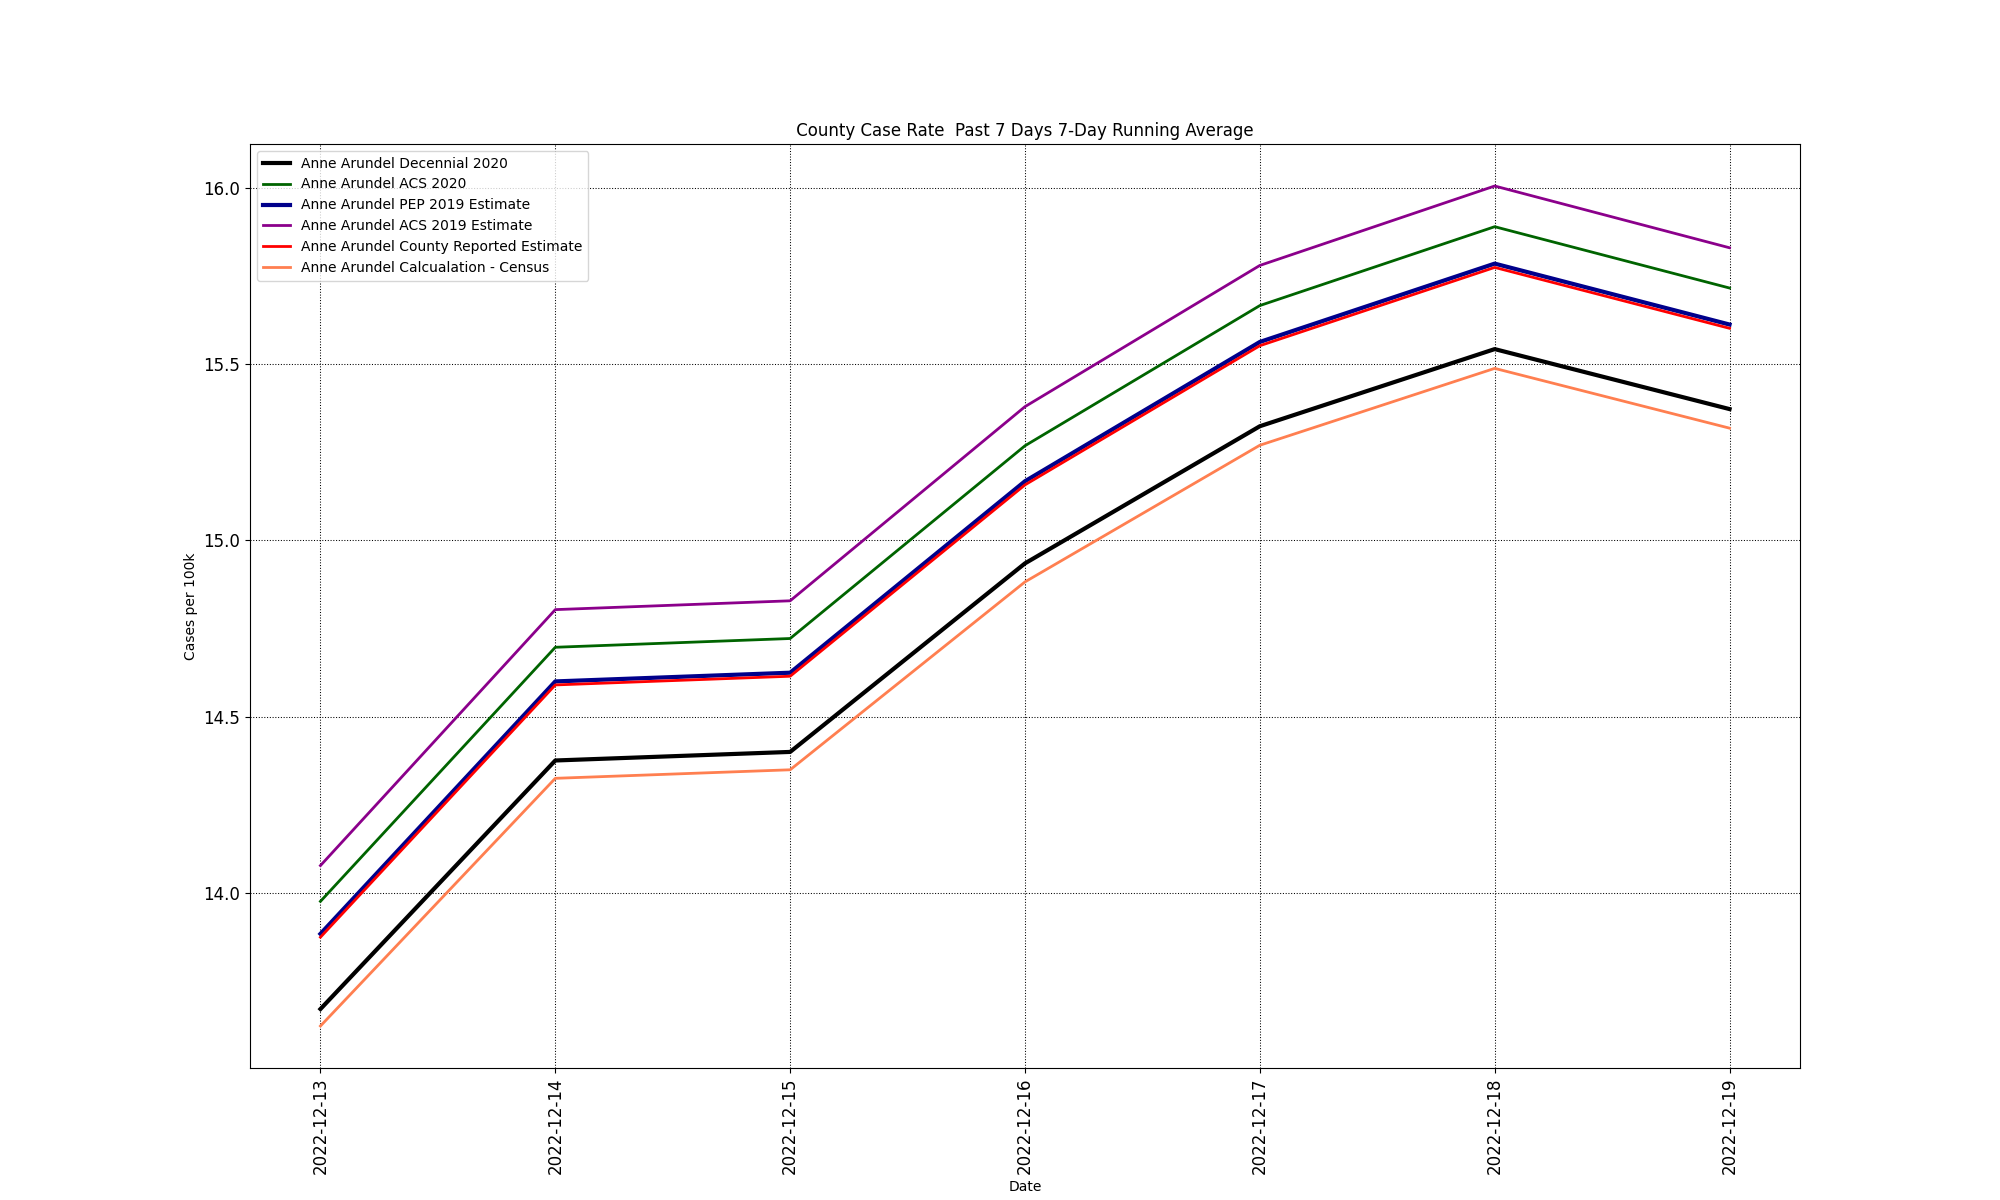 County Case Rate  Past 7 Days 7-Day Running Average
Anne Arundel Decennial 2020
Anne Arundel ACS 2020
Anne Arundel PEP 2019 Estimate
Anne Arundel ACS 2019 Estimate
Anne Arundel County Reported Estimate
Anne Arundel Calcualation - Census
16.0
15.5
15.0
14.5
14.0
Cases per 100k
2022-12-13
2022-12-14
2022-12-15
2022-12-16
2022-12-17
2022-12-18
2022-12-19
Date